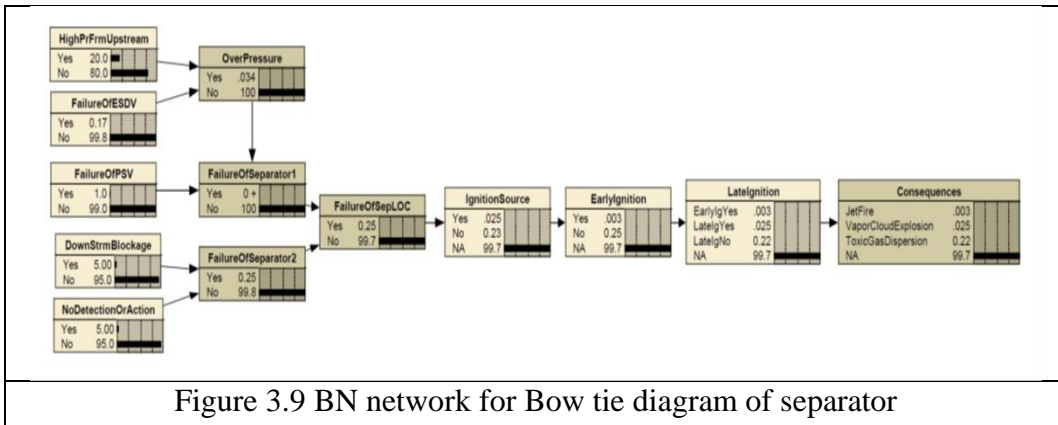 HighPrFrmUpstream
Yes 20.0
No 80.0
OverPressure
Yes .034
No 100
FailureOfESDV
Yes 0.17
No 99.8
FailureOfPSV
Yes 1.0
No 99.0
FailureOfSeparator1
Yes 0 +
No 100
FailureOfSepLOC
Yes 0.25
No 99.7
IgnitionSource
Yes .025
No 0.23
NA 99.7
EarlyIgnition
Yes .003
No 0.25
NA 99.7
LateIgnition
EarlyIgYes .003
LateIgYes .025
LateIgNo 0.22
NA 99.7
Consequences
JetFire .003
VaporCloudExplosion .025
ToxicGasDispersion 0.22
NA 99.7
DownStrmBlockage
Yes 5.00
No 95.0
FailureOfSeparator2
Yes 0.25
No 99.8
NoDetectionOrAction
Yes 5.00
No 95.0
Figure 3.9 BN network for Bow tie diagram of separator